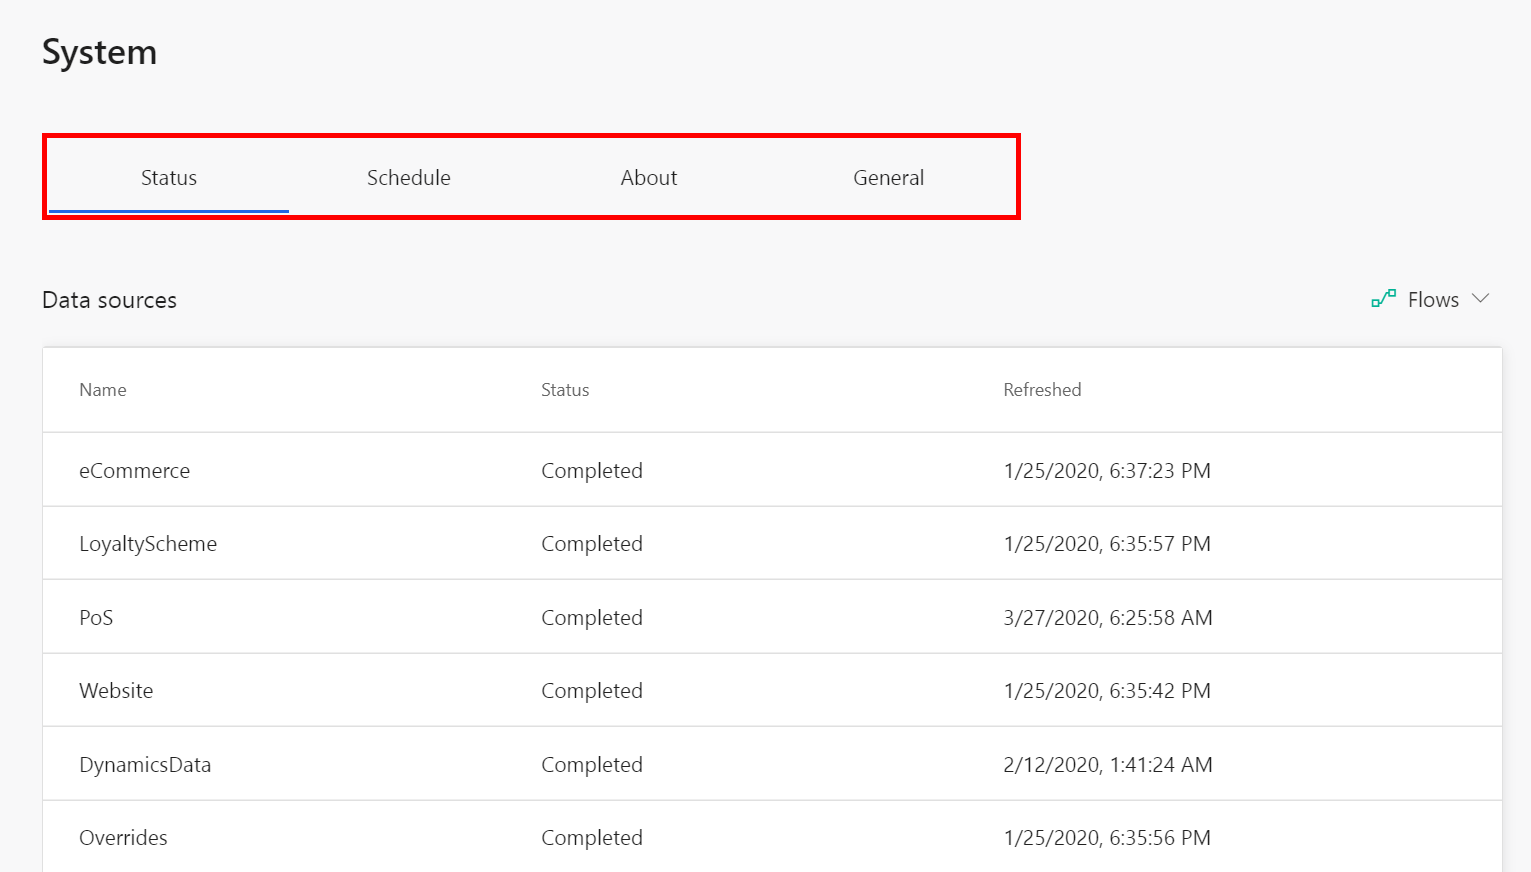 System
Status Schedule About General
Data sources Flows
Name Status Refreshed
eCommerce Completed 1/25/2020, 6:37:23 PM
LoyaltyScheme Completed 1/25/2020, 6:35:57 PM
PoS Completed 3/27/2020, 6:25:58 AM
Website Completed 1/25/2020, 6:35:42 PM
DynamicsData Completed 2/12/2020, 1:41:24 AM
Overrides Completed 1/25/2020, 6:35:56 PM